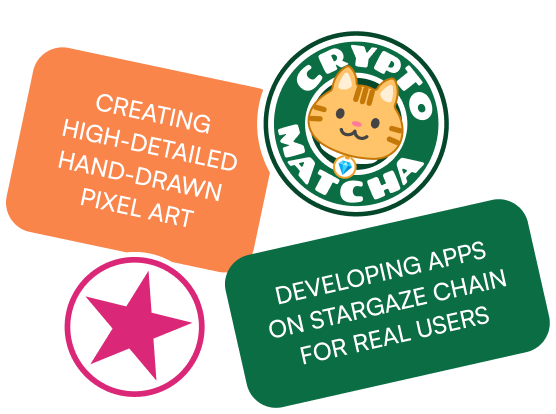 CREATING
HIGH-DETAILED
HAND-DRAWN
PIXEL ART
CRYPTO
MATCHA
DEVELOPING APPS
ON STARGAZE CHAIN
FOR REAL USERS